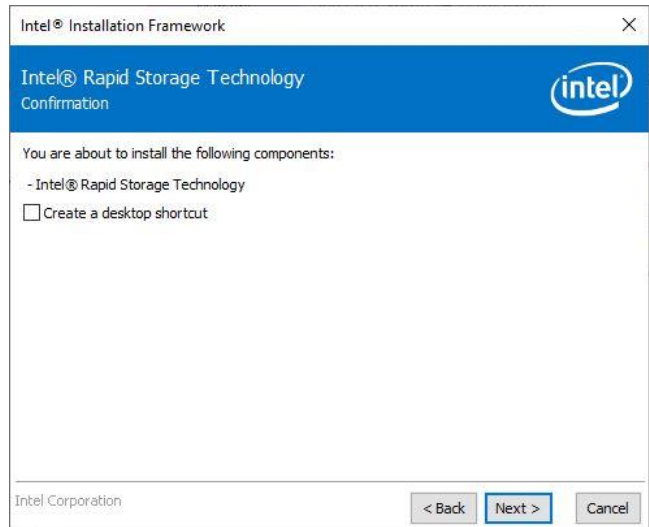 Intel® Installation Framework
Intel® Rapid Storage Technology
Confirmation
intel
You are about to install the following components:
- Intel® Rapid Storage Technology
Create a desktop shortcut
Intel Corporation
< Back Next > Cancel